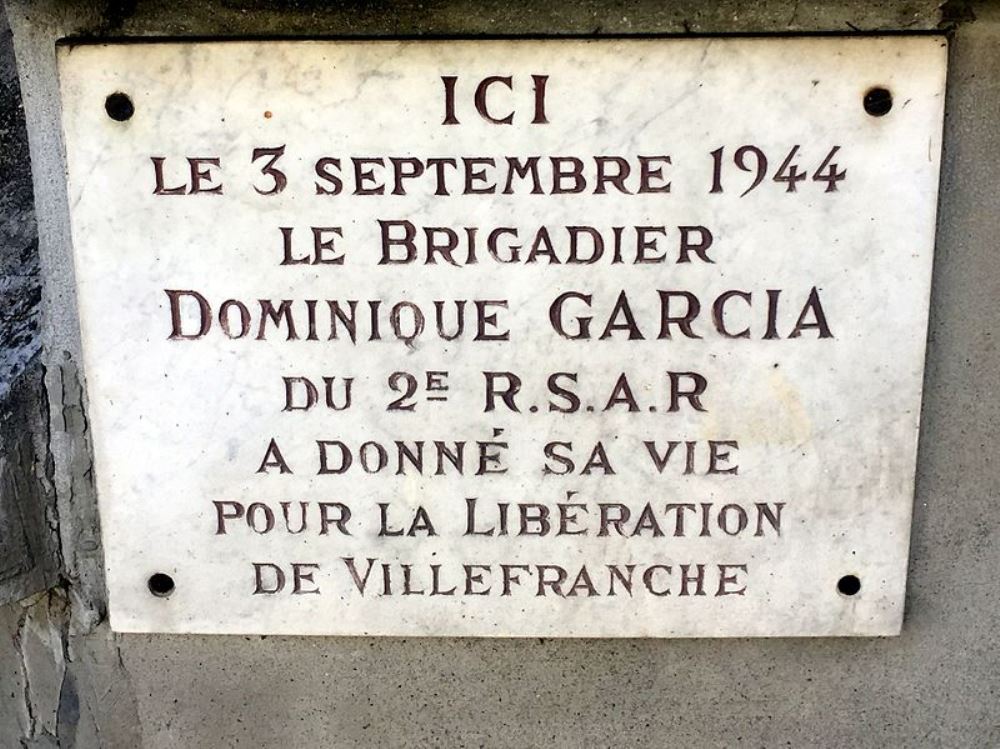 ICI
LE 3 SEPTEMBRE 1944
LE BRIGADIER
DOMINIQUE GARCIA
DU 2E R.S.A.R
A DONNÉ SA VIE
POUR LA LIBÉRATION
DE VILLEFRANCHE